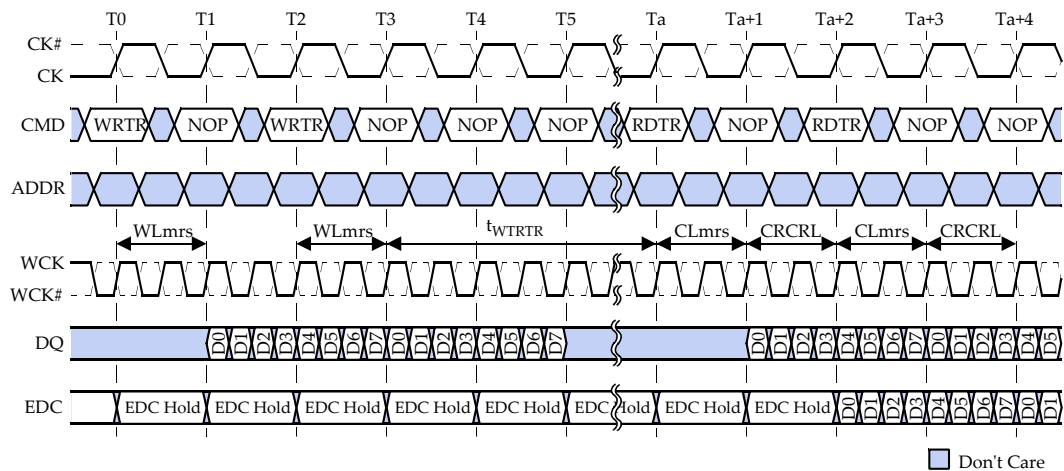 T0 T1 T2 T3 T4 T5 Ta Ta+1 Ta+2 Ta+3 Ta+4
CK#
CK
CMD WRTR NOP WRTR NOP NOP NOP RDTR NOP RDTR NOP NOP
ADDR
WLmrs WLmrs tWTRTR CLmrs CRCRL CLmrs CRCRL
WCK
WCK#
DQ D0 D1 D2 D3 D4 D5 D6 D7 D0 D1 D2 D3 D4 D5 D6 D7 D0 D1 D2 D3 D4 D5 D6 D7 D0 D1 D2 D3 D4 D5
EDC EDC Hold EDC Hold EDC Hold EDC Hold EDC Hold EDC Hold EDC Hold EDC Hold D0 D1 D2 D3 D4 D5 D6 D7 D0 D1
Don't Care